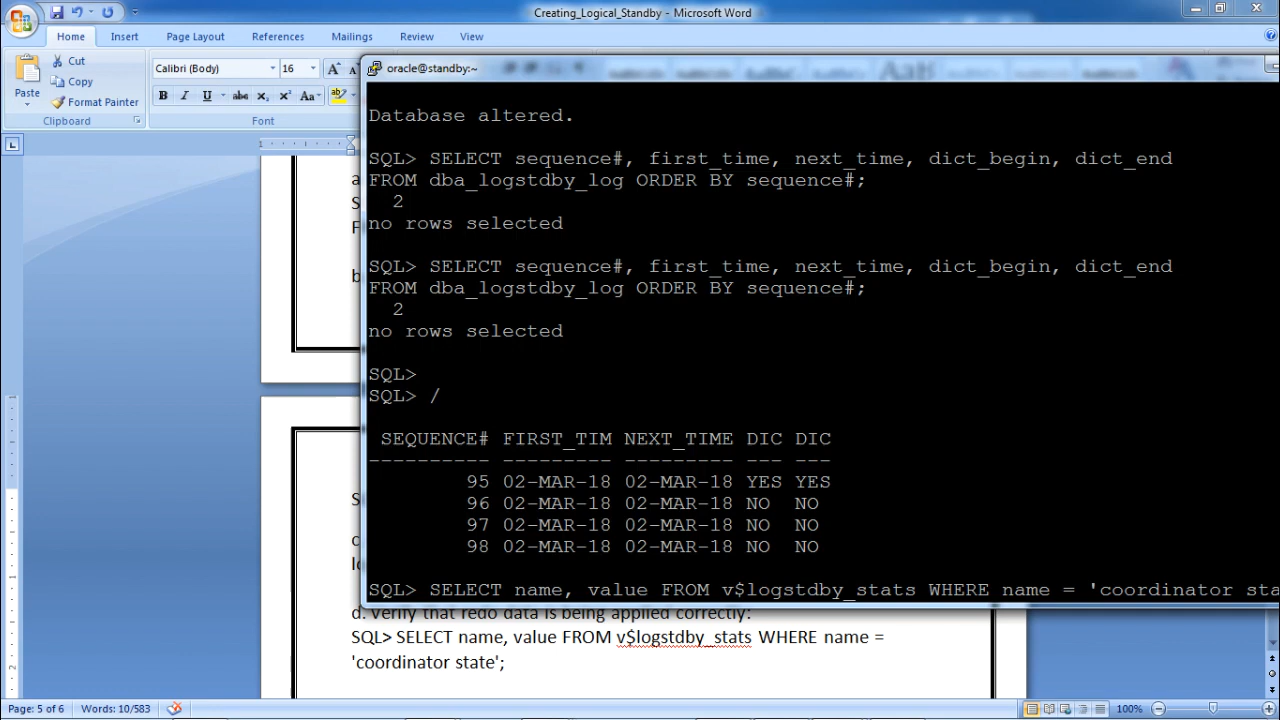 Creating_Logical_Standby - Microsoft Word
Home Insert Page Layout References Mailings Review View
Cut
Copy
Format Painter
Paste
Clipboard
Calibri (Body) 16
B I U abc X₂ X² Aa
ab
Font
a
S
F
b
S
c
lo
oracle@standby:~
Database altered.
SQL> SELECT sequence#, first_time, next_time, dict_begin, dict_end
FROM dba_logstdby_log ORDER BY sequence#;
2
no rows selected
SQL> SELECT sequence#, first_time, next_time, dict_begin, dict_end
FROM dba_logstdby_log ORDER BY sequence#;
2
no rows selected
SQL>
SQL> /
SEQUENCE# FIRST_TIM NEXT_TIME DIC DIC
---------- --------- --------- --- ---
95 02-MAR-18 02-MAR-18 YES YES
96 02-MAR-18 02-MAR-18 NO NO
97 02-MAR-18 02-MAR-18 NO NO
98 02-MAR-18 02-MAR-18 NO NO
SQL> SELECT name, value FROM v$logstdby_stats WHERE name = 'coordinator sta
d. Verify that redo data is being applied correctly:
SQL> SELECT name, value FROM v$logstdby_stats WHERE name =
'coordinator state';
Page: 5 of 6 Words: 10/583 100%